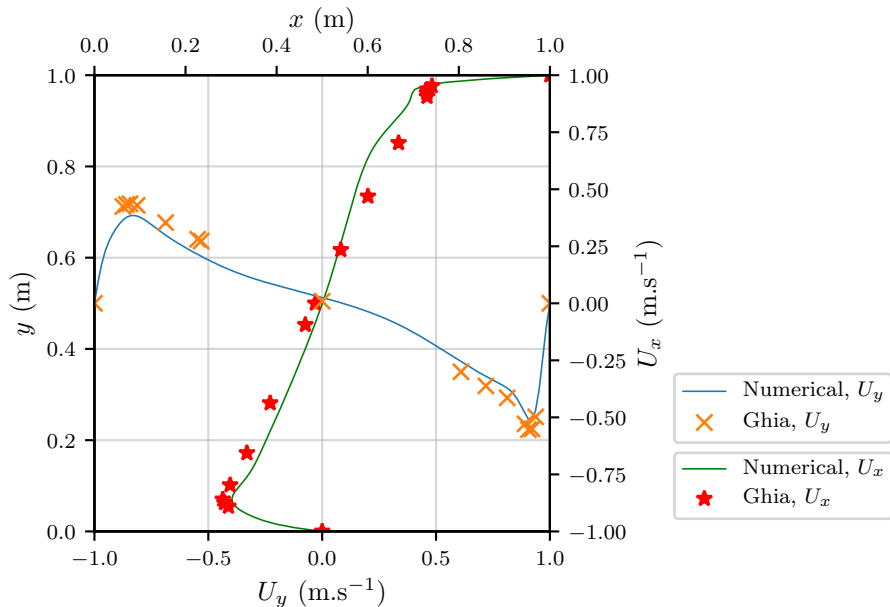 x (m)
0.0 0.2 0.4 0.6 0.8 1.0
1.0
0.8
0.6
0.4
0.2
0.0
y (m)
1.00
0.75
0.50
0.25
0.00
−0.25
−0.50
−0.75
−1.00
U_x (m.s⁻¹)
−1.0 −0.5 0.0 0.5 1.0
U_y (m.s⁻¹)
Numerical, U_y
Ghia, U_y
Numerical, U_x
Ghia, U_x